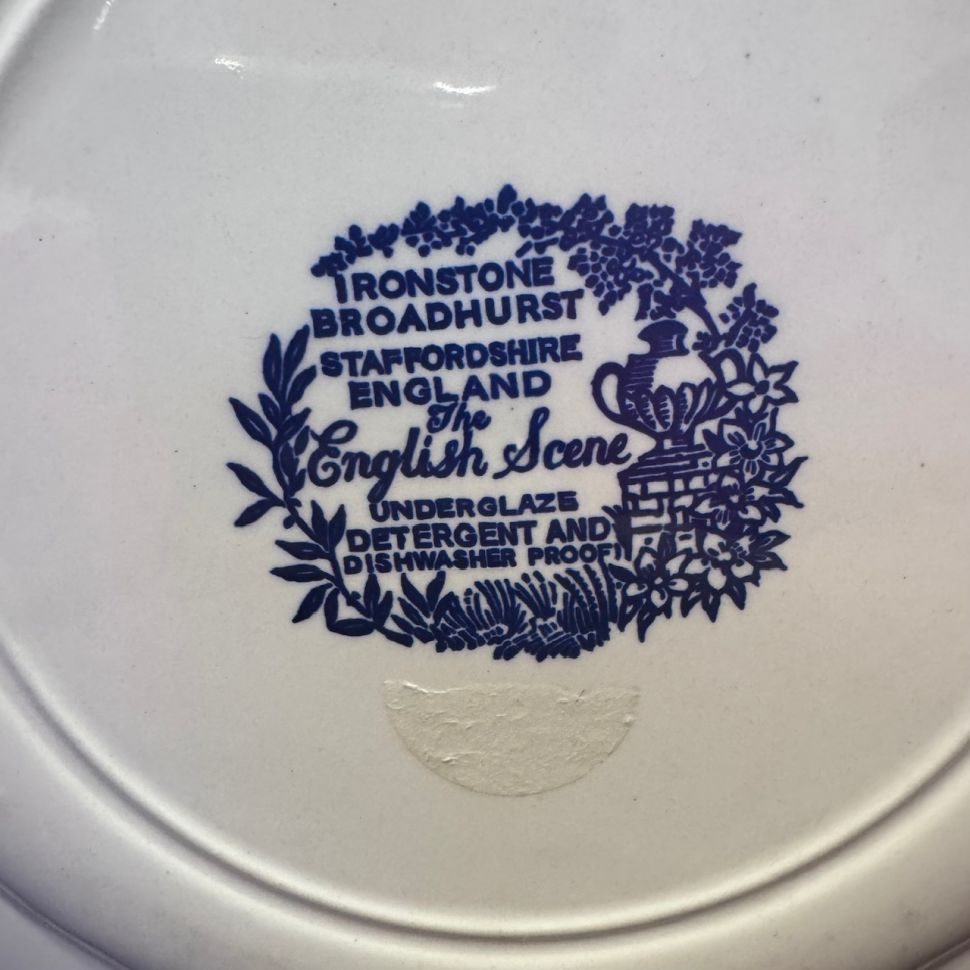 IRONSTONE
BROADHURST
STAFFORDSHIRE
ENGLAND
The
English Scene
UNDERGLAZE
DETERGENT AND
DISHWASHER PROOF